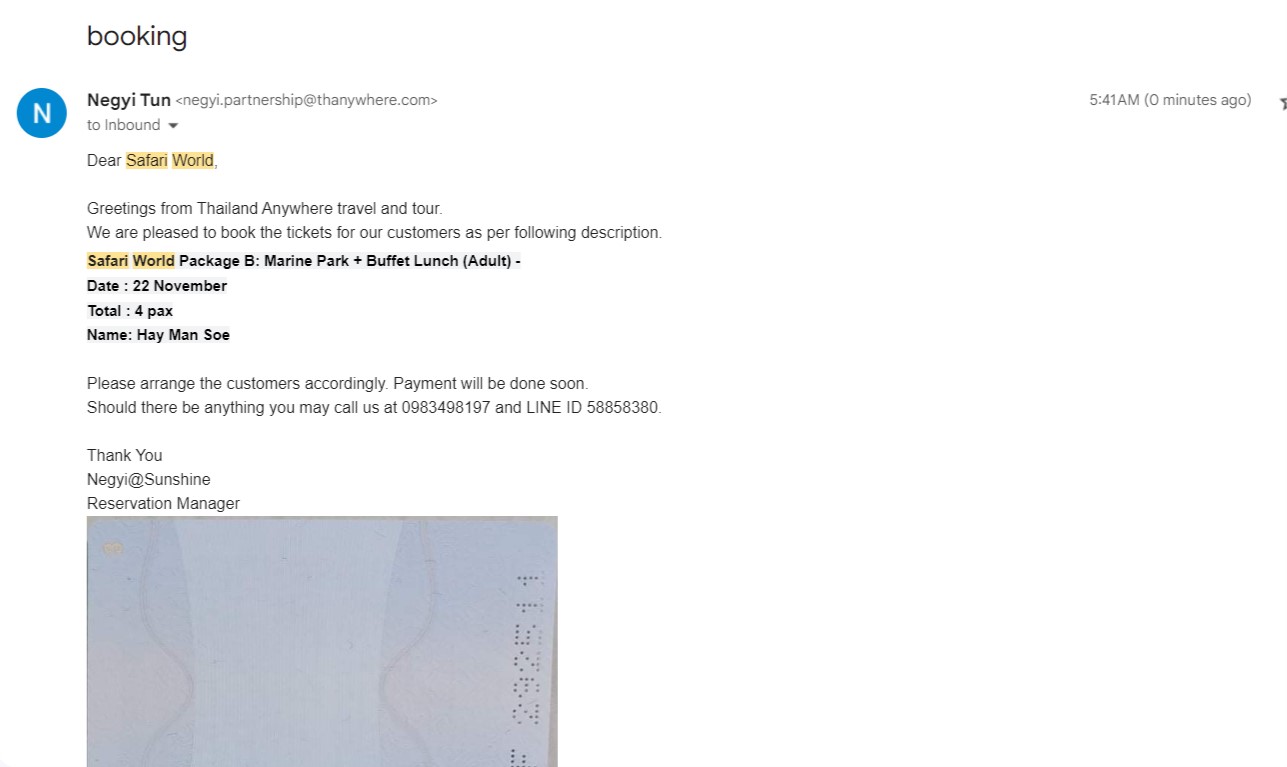 booking
N
Negyi Tun <negyi.partnership@thanywhere.com>
5:41AM (0 minutes ago)
to Inbound
Dear Safari World,
Greetings from Thailand Anywhere travel and tour.
We are pleased to book the tickets for our customers as per following description.
Safari World Package B: Marine Park + Buffet Lunch (Adult) -
Date : 22 November
Total : 4 pax
Name: Hay Man Soe
Please arrange the customers accordingly. Payment will be done soon.
Should there be anything you may call us at 0983498197 and LINE ID 58858380.
Thank You
Negyi@Sunshine
Reservation Manager